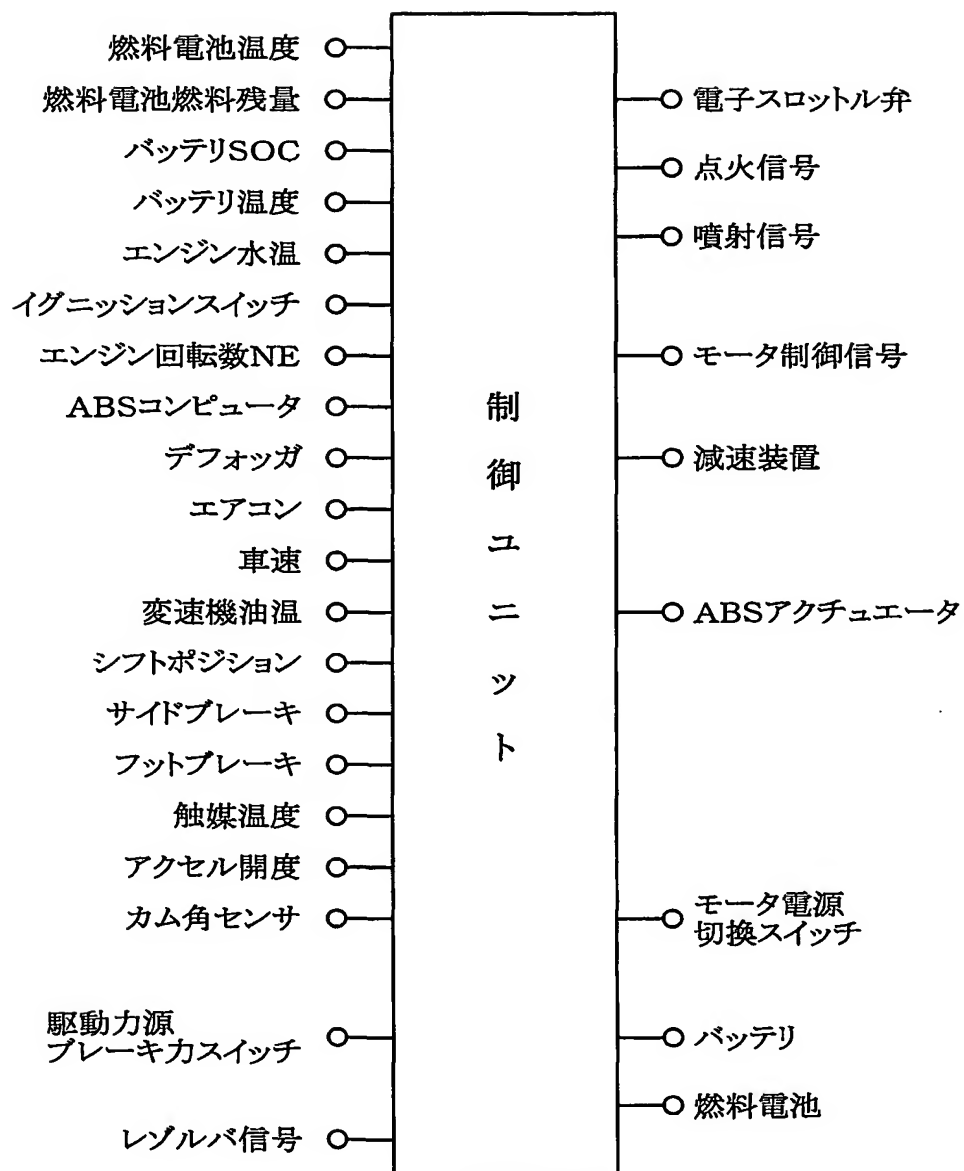 燃料電池温度
燃料電池燃料残量
バッテリSOC
バッテリ温度
エンジン水温
イグニッションスイッチ
エンジン回転数NE
ABSコンピュータ
デフォッガ
エアコン
車速
変速機油温
シフトポジション
サイドブレーキ
フットブレーキ
触媒温度
アクセル開度
カム角センサ
駆動力源
ブレーキ力スイッチ
レゾルバ信号
制御ユニット
電子スロットル弁
点火信号
噴射信号
モータ制御信号
減速装置
ABSアクチュエータ
モータ電源
切換スイッチ
バッテリ
燃料電池